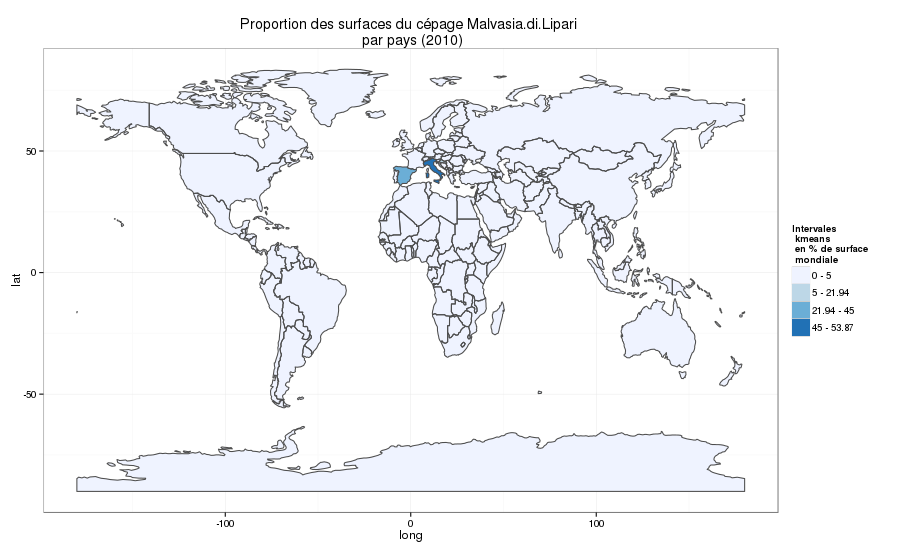 Proportion des surfaces du cépage Malvasia.di.Lipari
par pays (2010)
50
0
-50
lat
-100
0
100
long
Intervales
kmeans
en % de surface
mondiale
0 - 5
5 - 21.94
21.94 - 45
45 - 53.87